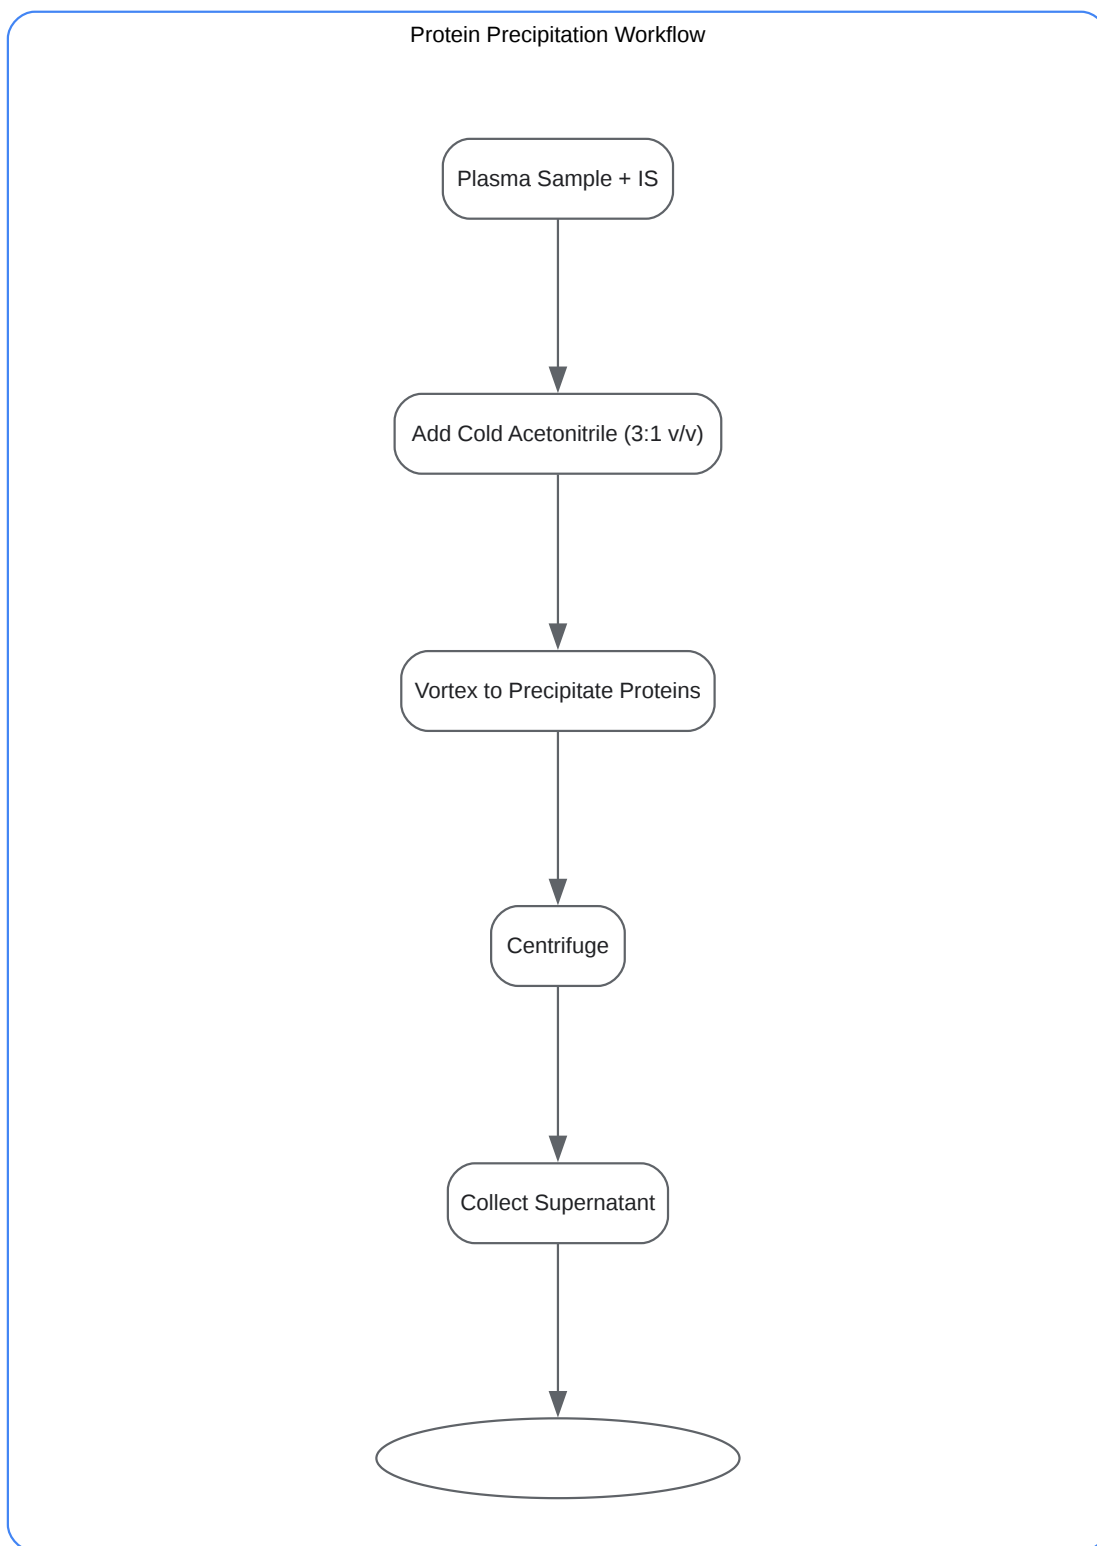 Protein Precipitation Workflow
Plasma Sample + IS
Add Cold Acetonitrile (3:1 v/v)
Vortex to Precipitate Proteins
Centrifuge
Collect Supernatant